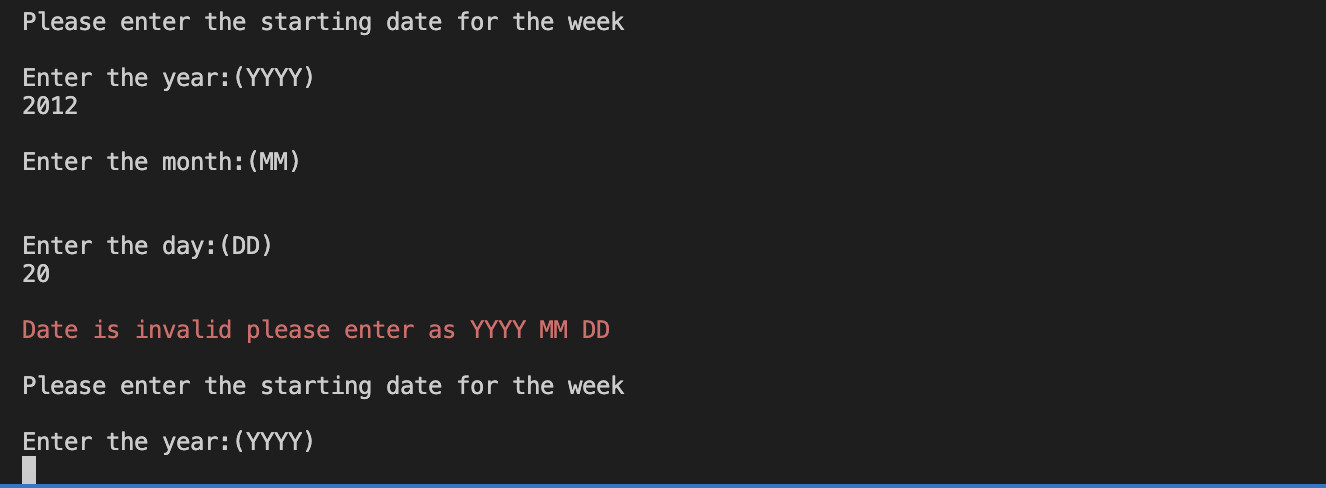 Please enter the starting date for the week
Enter the year:(YYYY)
2012
Enter the month:(MM)
Enter the day:(DD)
20
Date is invalid please enter as YYYY MM DD
Please enter the starting date for the week
Enter the year:(YYYY)